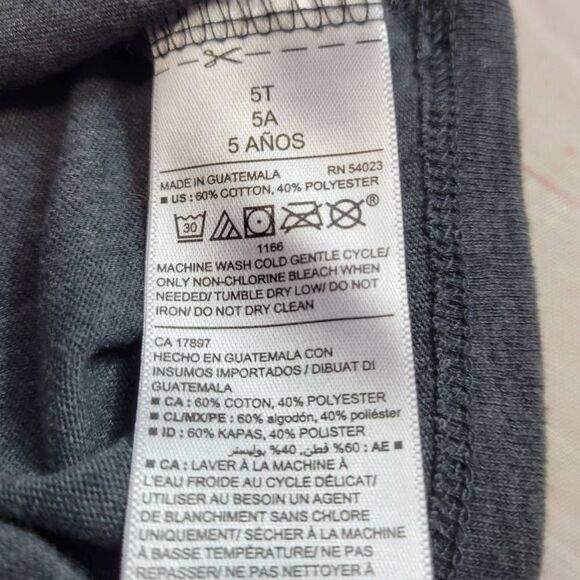 5T
5A
5 AÑOS
MADE IN GUATEMALA RN 54023
■ US : 60% COTTON, 40% POLYESTER
30 ®
1166
MACHINE WASH COLD GENTLE CYCLE/
ONLY NON-CHLORINE BLEACH WHEN
NEEDED/ TUMBLE DRY LOW/ DO NOT
IRON/ DO NOT DRY CLEAN
CA 17897
HECHO EN GUATEMALA CON
INSUMOS IMPORTADOS / DIBUAT DI
GUATEMALA
■ CA : 60% COTON, 40% POLYESTER
■ CL/MX/PE : 60% algodón, 40% poliéster
■ ID : 60% KAPAS, 40% POLISTER
■ AE : 60% قطن, 40% بوليستر
■ CA : LAVER À LA MACHINE À
L'EAU FROIDE AU CYCLE DÉLICAT/
UTILISER AU BESOIN UN AGENT
DE BLANCHIMENT SANS CHLORE
UNIQUEMENT/ SÉCHER À LA MACHINE
À BASSE TEMPÉRATURE/ NE PAS
REPASSER/ NE PAS NETTOYER À